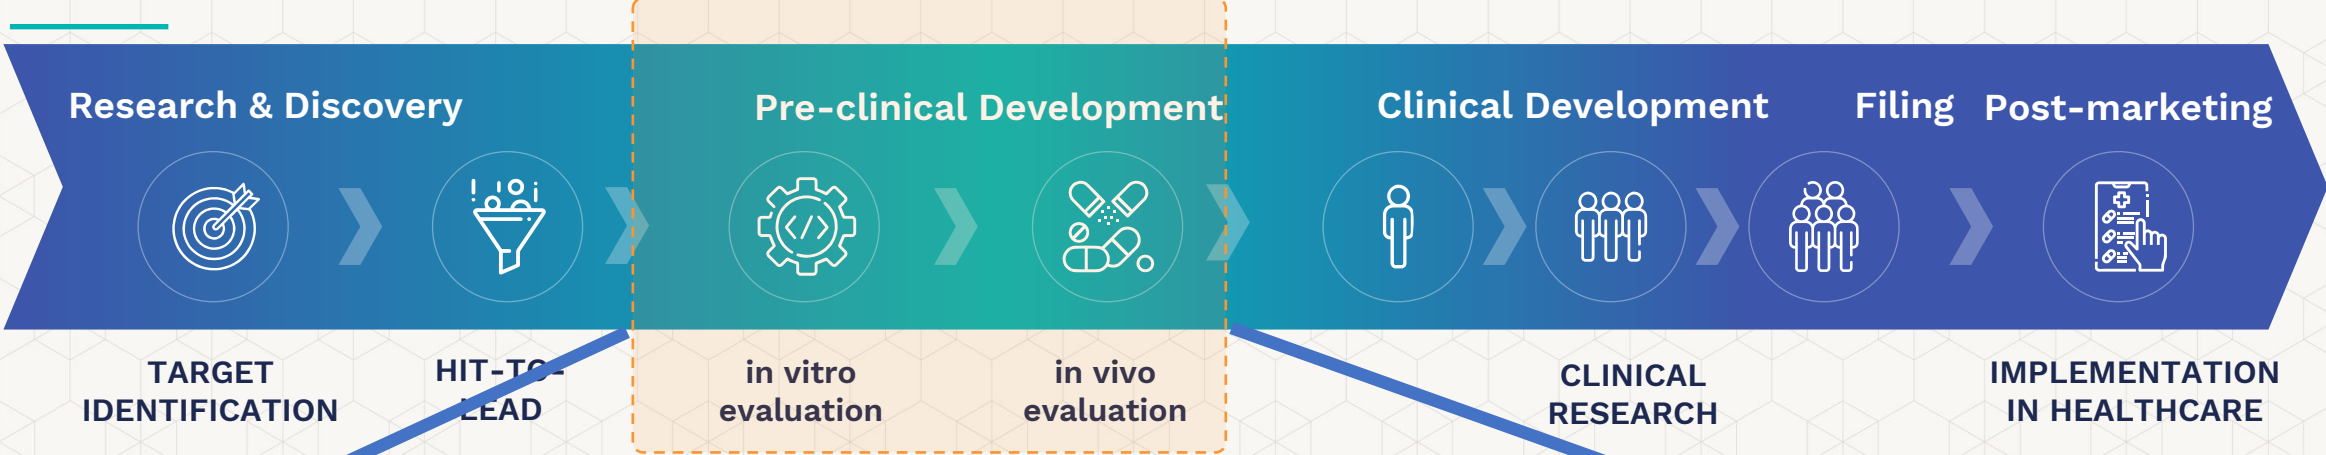 Research & Discovery
Pre-clinical Development
Clinical Development
Filing
Post-marketing
TARGET
IDENTIFICATION
HIT-TO-
LEAD
in vitro
evaluation
in vivo
evaluation
CLINICAL
RESEARCH
IMPLEMENTATION
IN HEALTHCARE